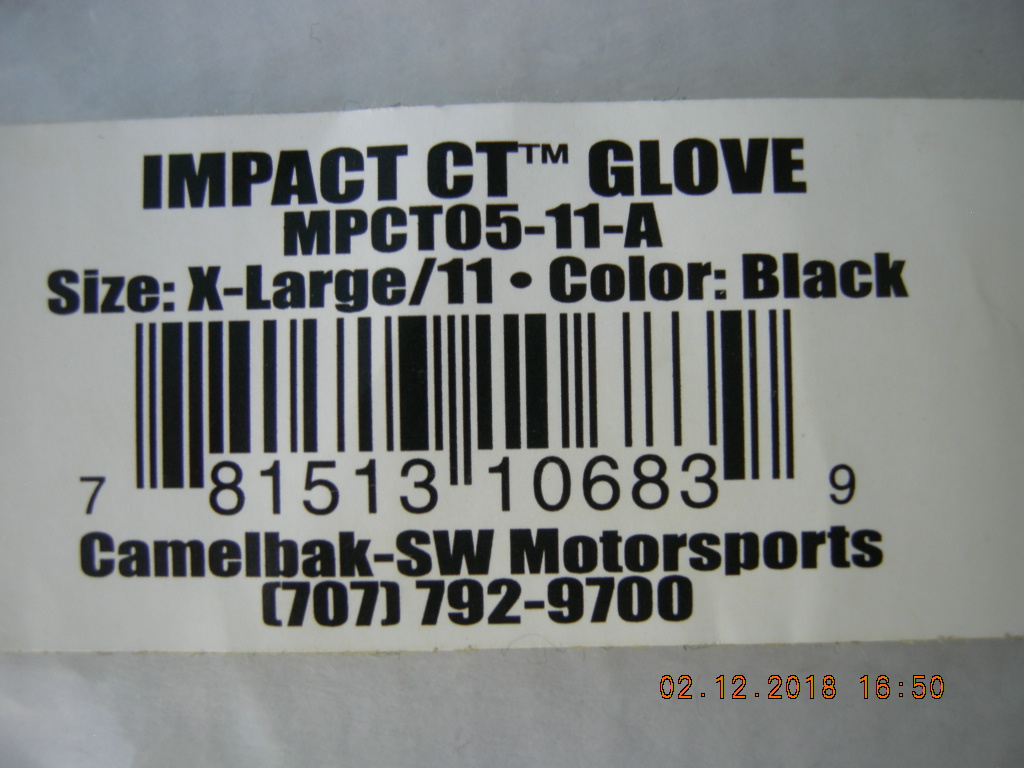 IMPACT CT™ GLOVE
MPCT05-11-A
Size: X-Large/11 • Color: Black
7 81513 10683 9
Camelbak-SW Motorsports
(707) 792-9700
02.12.2018 16:50